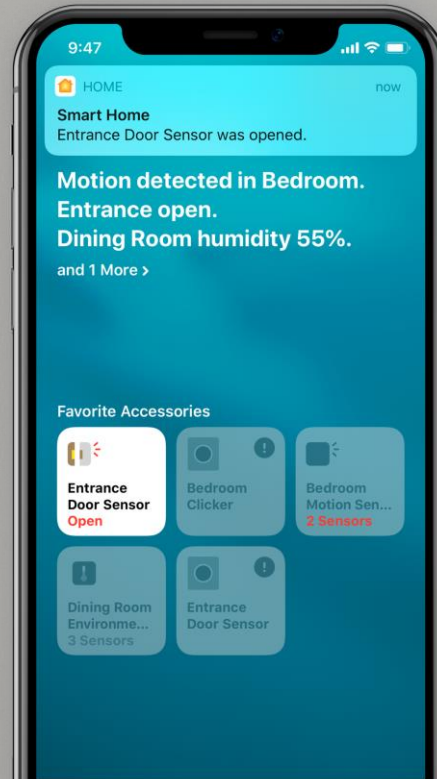 9:47
HOME
now
Smart Home
Entrance Door Sensor was opened.
Motion detected in Bedroom.
Entrance open.
Dining Room humidity 55%.
and 1 More >
Favorite Accessories
Entrance
Door Sensor
Open
Bedroom
Clicker
Bedroom
Motion Sen...
2 Sensors
Dining Room
Environme...
3 Sensors
Entrance
Door Sensor